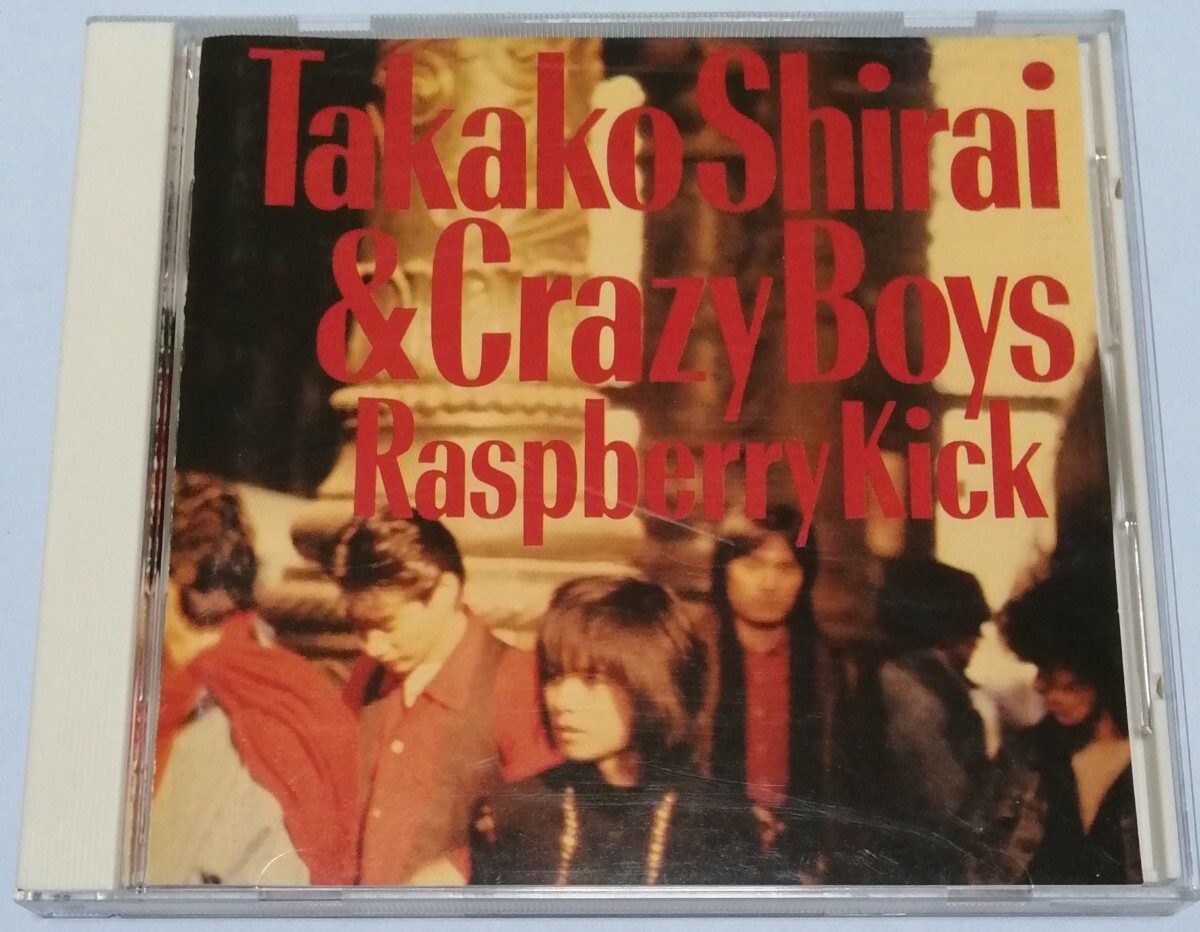 Takako Shirai
& Crazy Boys
Raspberry Kick